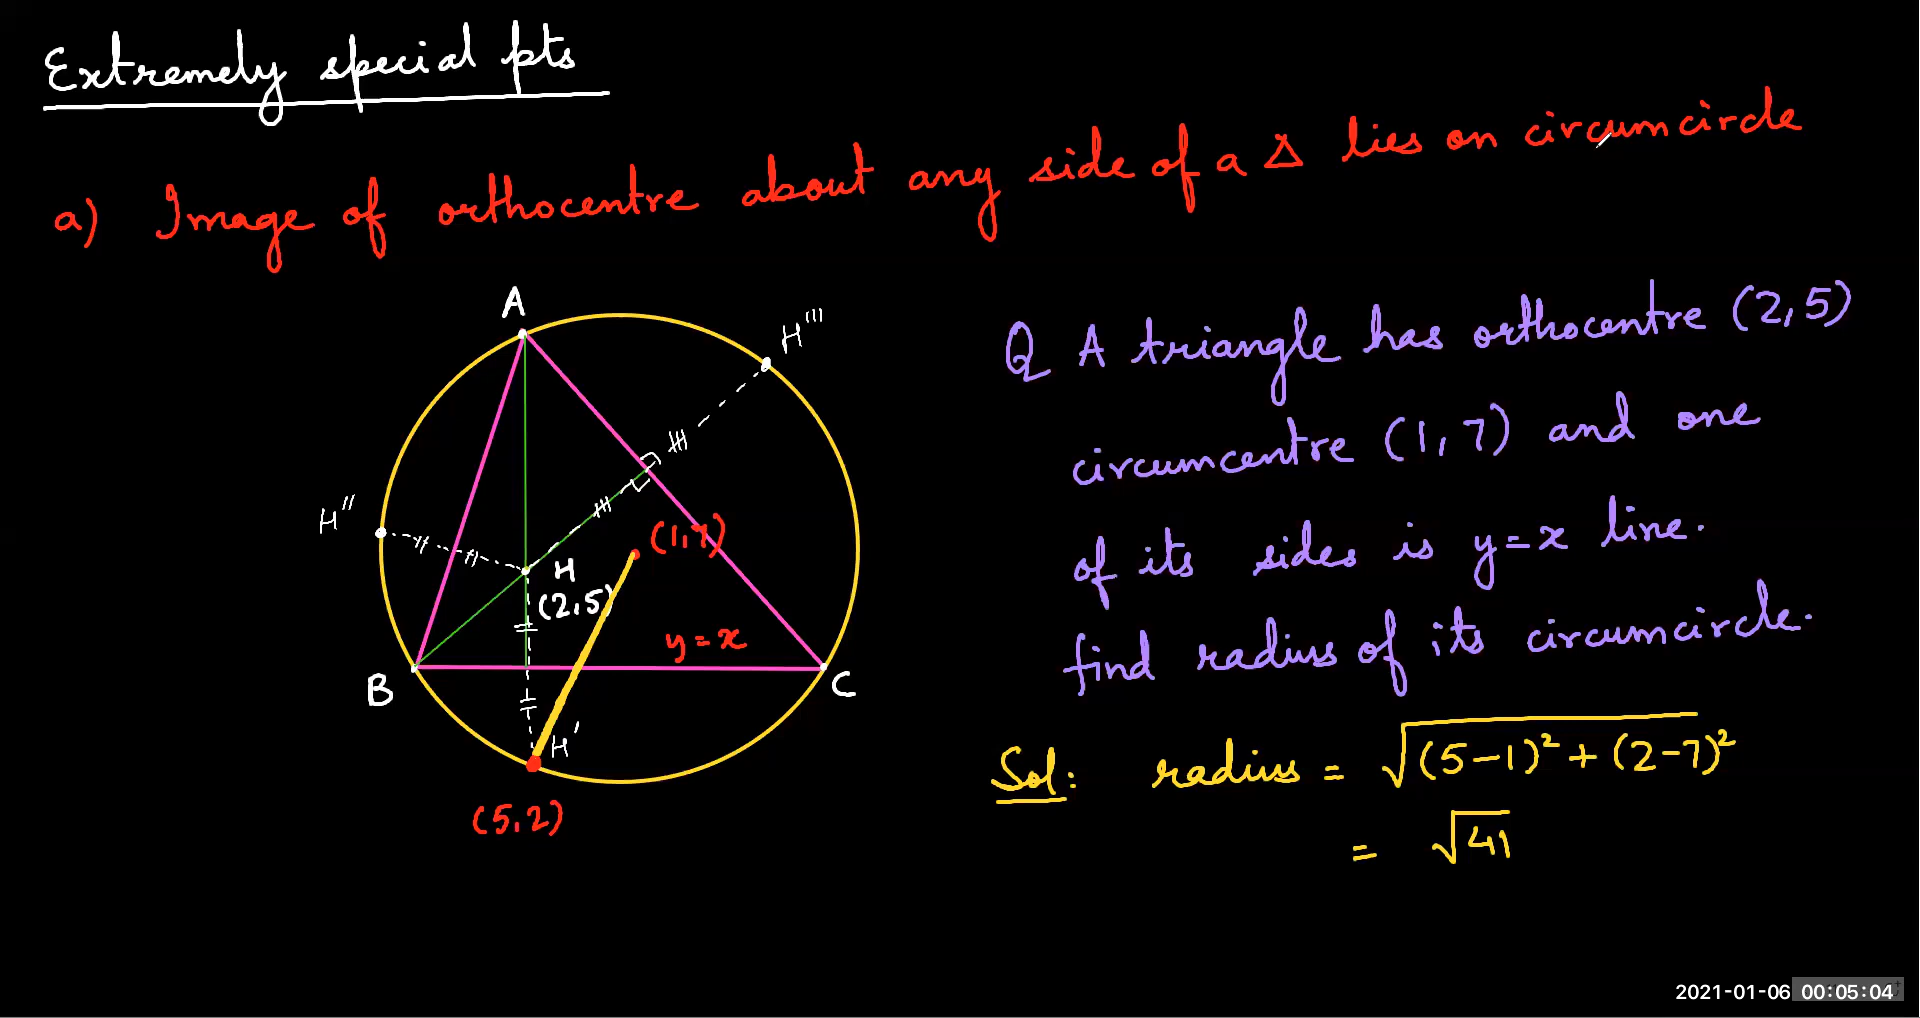 Extremely special pts
a) Image of orthocentre about any side of a Δ lies on circumcircle
A
H'''
H''
H
(2,5)
(1,7)
y=x
B
C
H'
(5,2)
Q A triangle has orthocentre (2,5)
circumcentre (1,7) and one
of its sides is y=x line.
find radius of its circumcircle.
Sol: radius = √(5-1)²+(2-7)²
= √41
2021-01-06 00:05:04